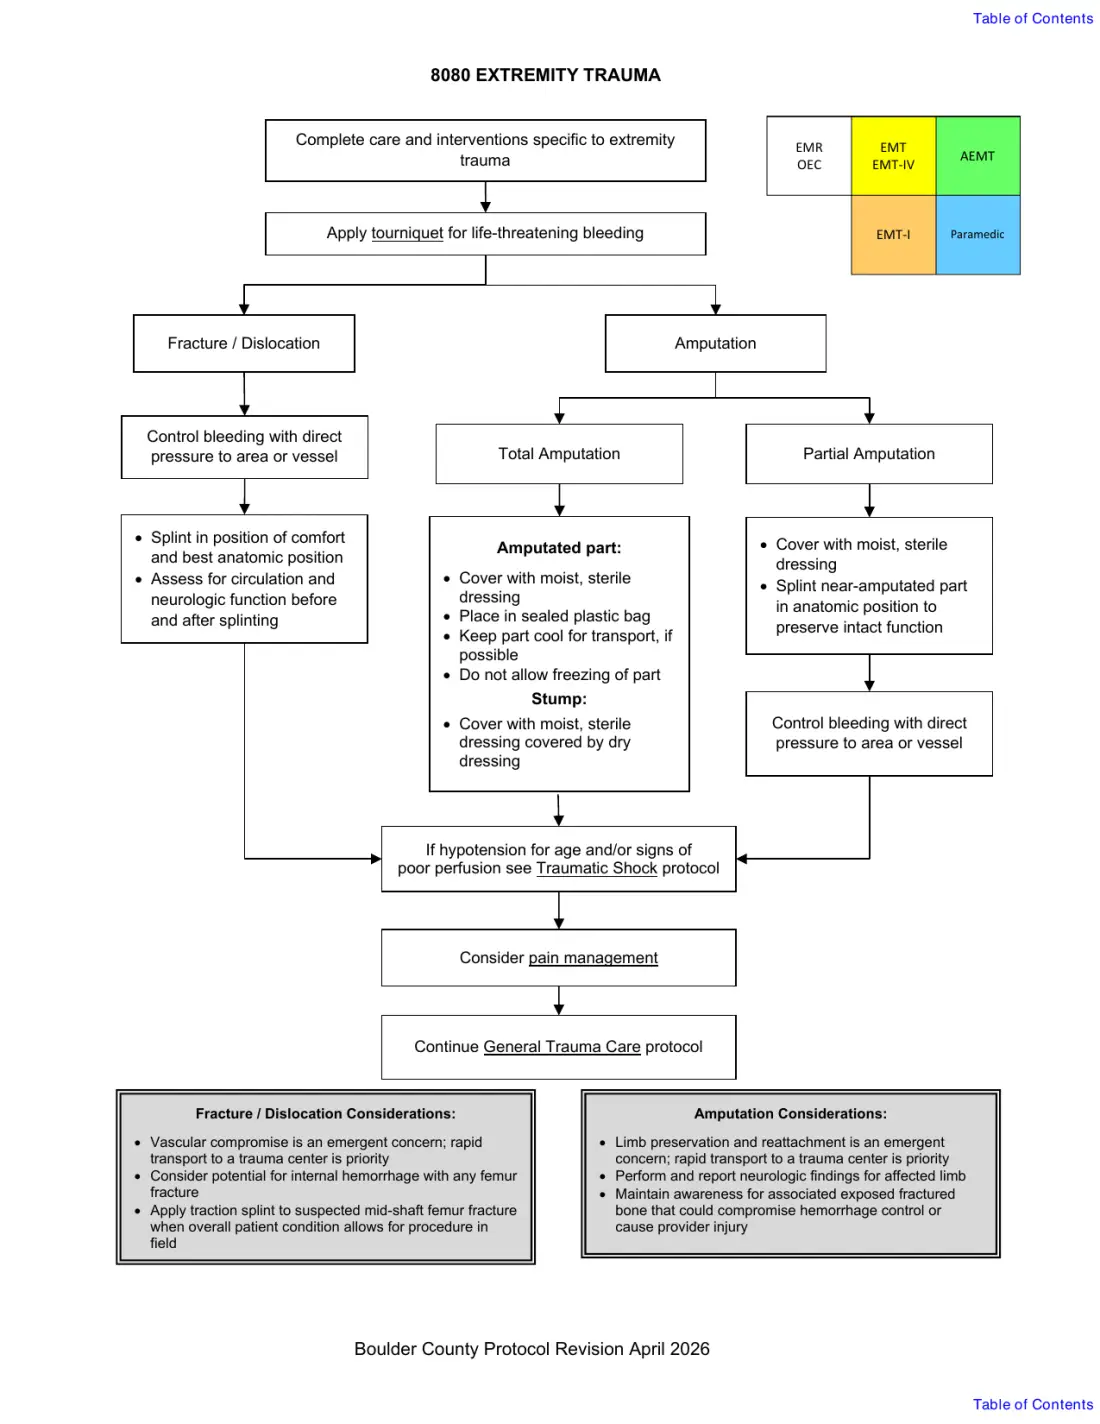 Table of Contents
8080 EXTREMITY TRAUMA
Complete care and interventions specific to extremity
trauma
EMR
OEC
EMT
EMT-IV
AEMT
EMT-I
Paramedic
Apply tourniquet for life-threatening bleeding
Fracture / Dislocation
Amputation
Control bleeding with direct
pressure to area or vessel
Total Amputation
Partial Amputation
• Splint in position of comfort
and best anatomic position
• Assess for circulation and
neurologic function before
and after splinting
Amputated part:
• Cover with moist, sterile
dressing
• Place in sealed plastic bag
• Keep part cool for transport, if
possible
• Do not allow freezing of part
Stump:
• Cover with moist, sterile
dressing covered by dry
dressing
• Cover with moist, sterile
dressing
• Splint near-amputated part
in anatomic position to
preserve intact function
Control bleeding with direct
pressure to area or vessel
If hypotension for age and/or signs of
poor perfusion see Traumatic Shock protocol
Consider pain management
Continue General Trauma Care protocol
Fracture / Dislocation Considerations:
• Vascular compromise is an emergent concern; rapid
transport to a trauma center is priority
• Consider potential for internal hemorrhage with any femur
fracture
• Apply traction splint to suspected mid-shaft femur fracture
when overall patient condition allows for procedure in
field
Amputation Considerations:
• Limb preservation and reattachment is an emergent
concern; rapid transport to a trauma center is priority
• Perform and report neurologic findings for affected limb
• Maintain awareness for associated exposed fractured
bone that could compromise hemorrhage control or
cause provider injury
Boulder County Protocol Revision April 2026
Table of Contents